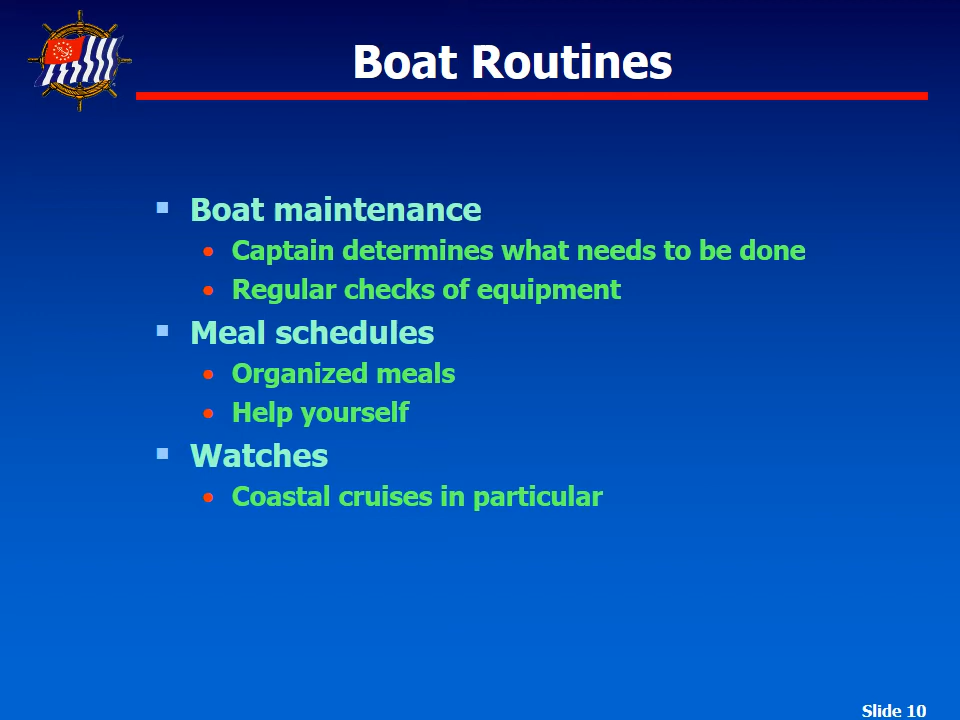 Boat Routines
Boat maintenance
Captain determines what needs to be done
Regular checks of equipment
Meal schedules
Organized meals
Help yourself
Watches
Coastal cruises in particular
Slide 10